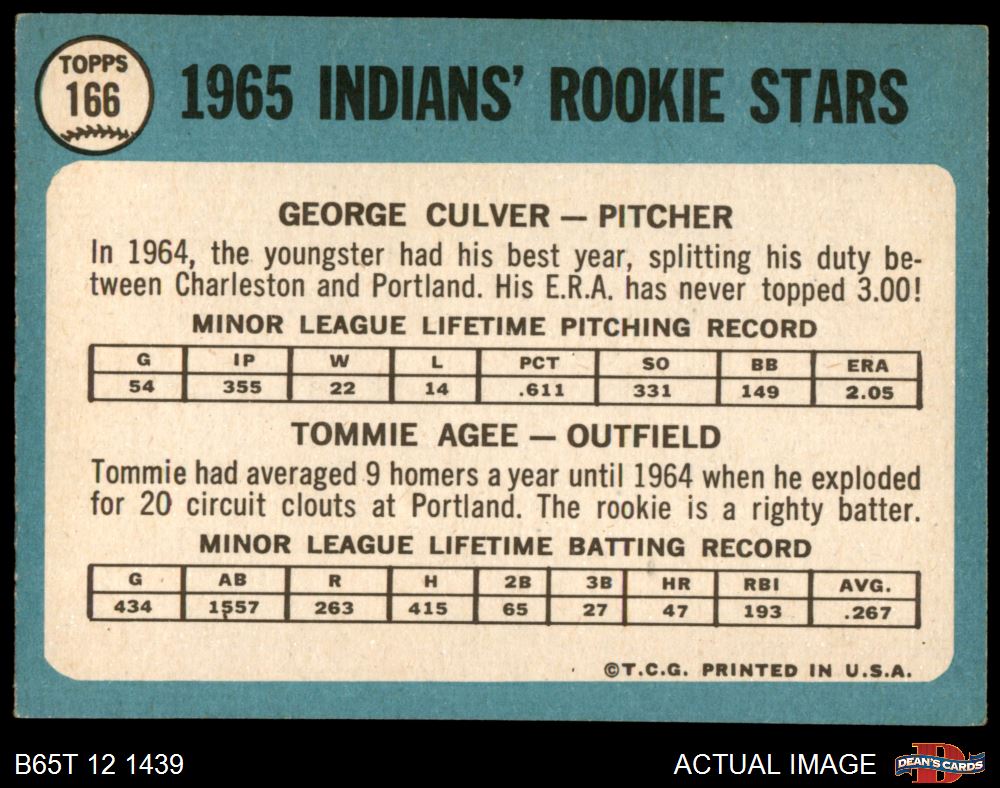 TOPPS
166
1965 INDIANS' ROOKIE STARS
GEORGE CULVER — PITCHER
In 1964, the youngster had his best year, splitting his duty be-
tween Charleston and Portland. His E.R.A. has never topped 3.00!
MINOR LEAGUE LIFETIME PITCHING RECORD
G IP W L PCT SO BB ERA
54 355 22 14 .611 331 149 2.05
TOMMIE AGEE — OUTFIELD
Tommie had averaged 9 homers a year until 1964 when he exploded
for 20 circuit clouts at Portland. The rookie is a righty batter.
MINOR LEAGUE LIFETIME BATTING RECORD
G AB R H 2B 3B HR RBI AVG.
434 1557 263 415 65 27 47 193 .267
©T.C.G. PRINTED IN U.S.A.
B65T 12 1439
ACTUAL IMAGE
D
DEAN'S CARDS